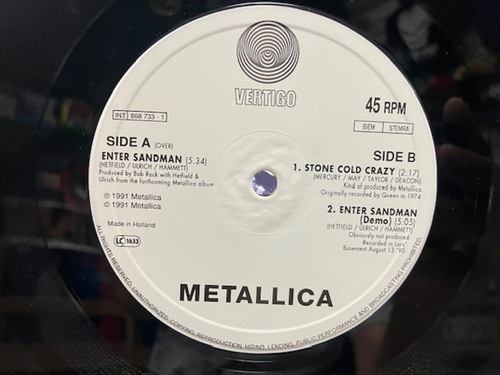 VERTIGO
INT 868 733 - 1
45 RPM
BIEM STEMRA
SIDE A (OVER)
ENTER SANDMAN (5.34)
(HETFIELD / ULRICH / HAMMETT)
Produced by Bob Rock with Hetfield &
Ulrich from the forthcoming Metallica album
℗ 1991 Metallica
© 1991 Metallica
Made in Holland
LC 1633
SIDE B
1. STONE COLD CRAZY (2.17)
(MERCURY / MAY / TAYLOR / DEACON)
Kind of produced by Metallica
Originally recorded by Queen in 1974
2. ENTER SANDMAN
(Demo) (5.05)
(HETFIELD / ULRICH / HAMMETT)
Obviously not produced
Recorded in Lars'
Basement August 13 '90
METALLICA
ALL RIGHTS RESERVED. UNAUTHORIZED COPYING, REPRODUCTION, HIRING, LENDING, PUBLIC PERFORMANCE AND BROADCASTING PROHIBITED